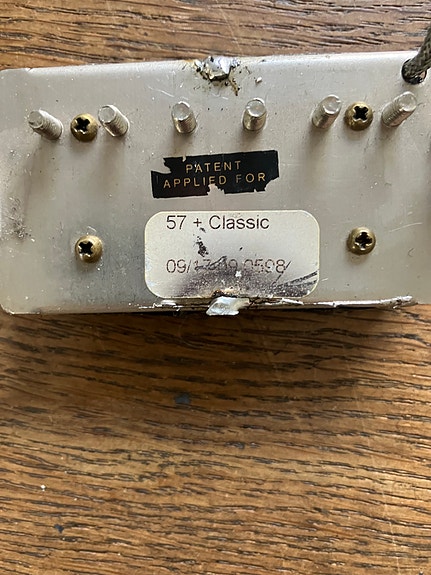 PATENT
APPLIED FOR
57 + Classic